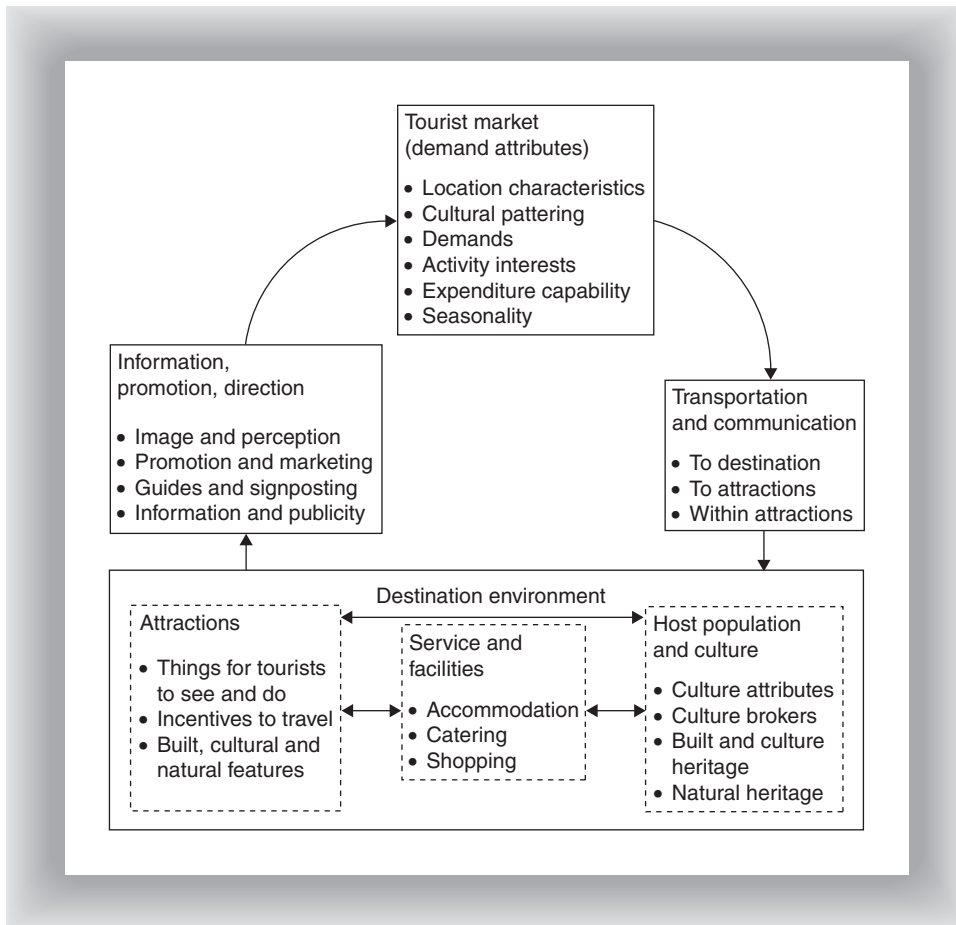 Tourist market
(demand attributes)
• Location characteristics
• Cultural pattering
• Demands
• Activity interests
• Expenditure capability
• Seasonality
Information,
promotion, direction
• Image and perception
• Promotion and marketing
• Guides and signposting
• Information and publicity
Transportation
and communication
• To destination
• To attractions
• Within attractions
Destination environment
Attractions
• Things for tourists
to see and do
• Incentives to travel
• Built, cultural and
natural features
Service and
facilities
• Accommodation
• Catering
• Shopping
Host population
and culture
• Culture attributes
• Culture brokers
• Built and culture
heritage
• Natural heritage